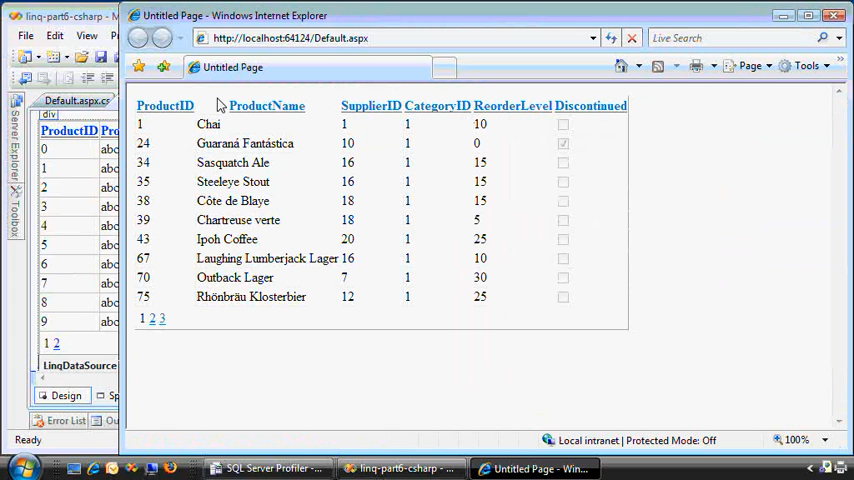 linq-part6-csharp -
Untitled Page - Windows Internet Explorer
File Edit View
http://localhost:64124/Default.aspx
Live Search
Untitled Page
Page
Tools
Default.aspx.cs
div
Server Explorer
Toolbox
ProductID
0 abc
1 abc
2 abc
3 abc
4 abc
5 abc
6 abc
7 abc
8 abc
9 abc
1 2
LinqDataSource
Design
Error List
Ready
ProductID ProductName SupplierID CategoryID ReorderLevel Discontinued
1 Chai 1 1 10
24 Guaraná Fantástica 10 1 0
34 Sasquatch Ale 16 1 15
35 Steeleye Stout 16 1 15
38 Côte de Blaye 18 1 15
39 Chartreuse verte 18 1 5
43 Ipoh Coffee 20 1 25
67 Laughing Lumberjack Lager 16 1 10
70 Outback Lager 7 1 30
75 Rhönbräu Klosterbier 12 1 25
1 2 3
Local intranet | Protected Mode: Off
100%
SQL Server Profiler - ...
linq-part6-csharp - ...
Untitled Page - Win...